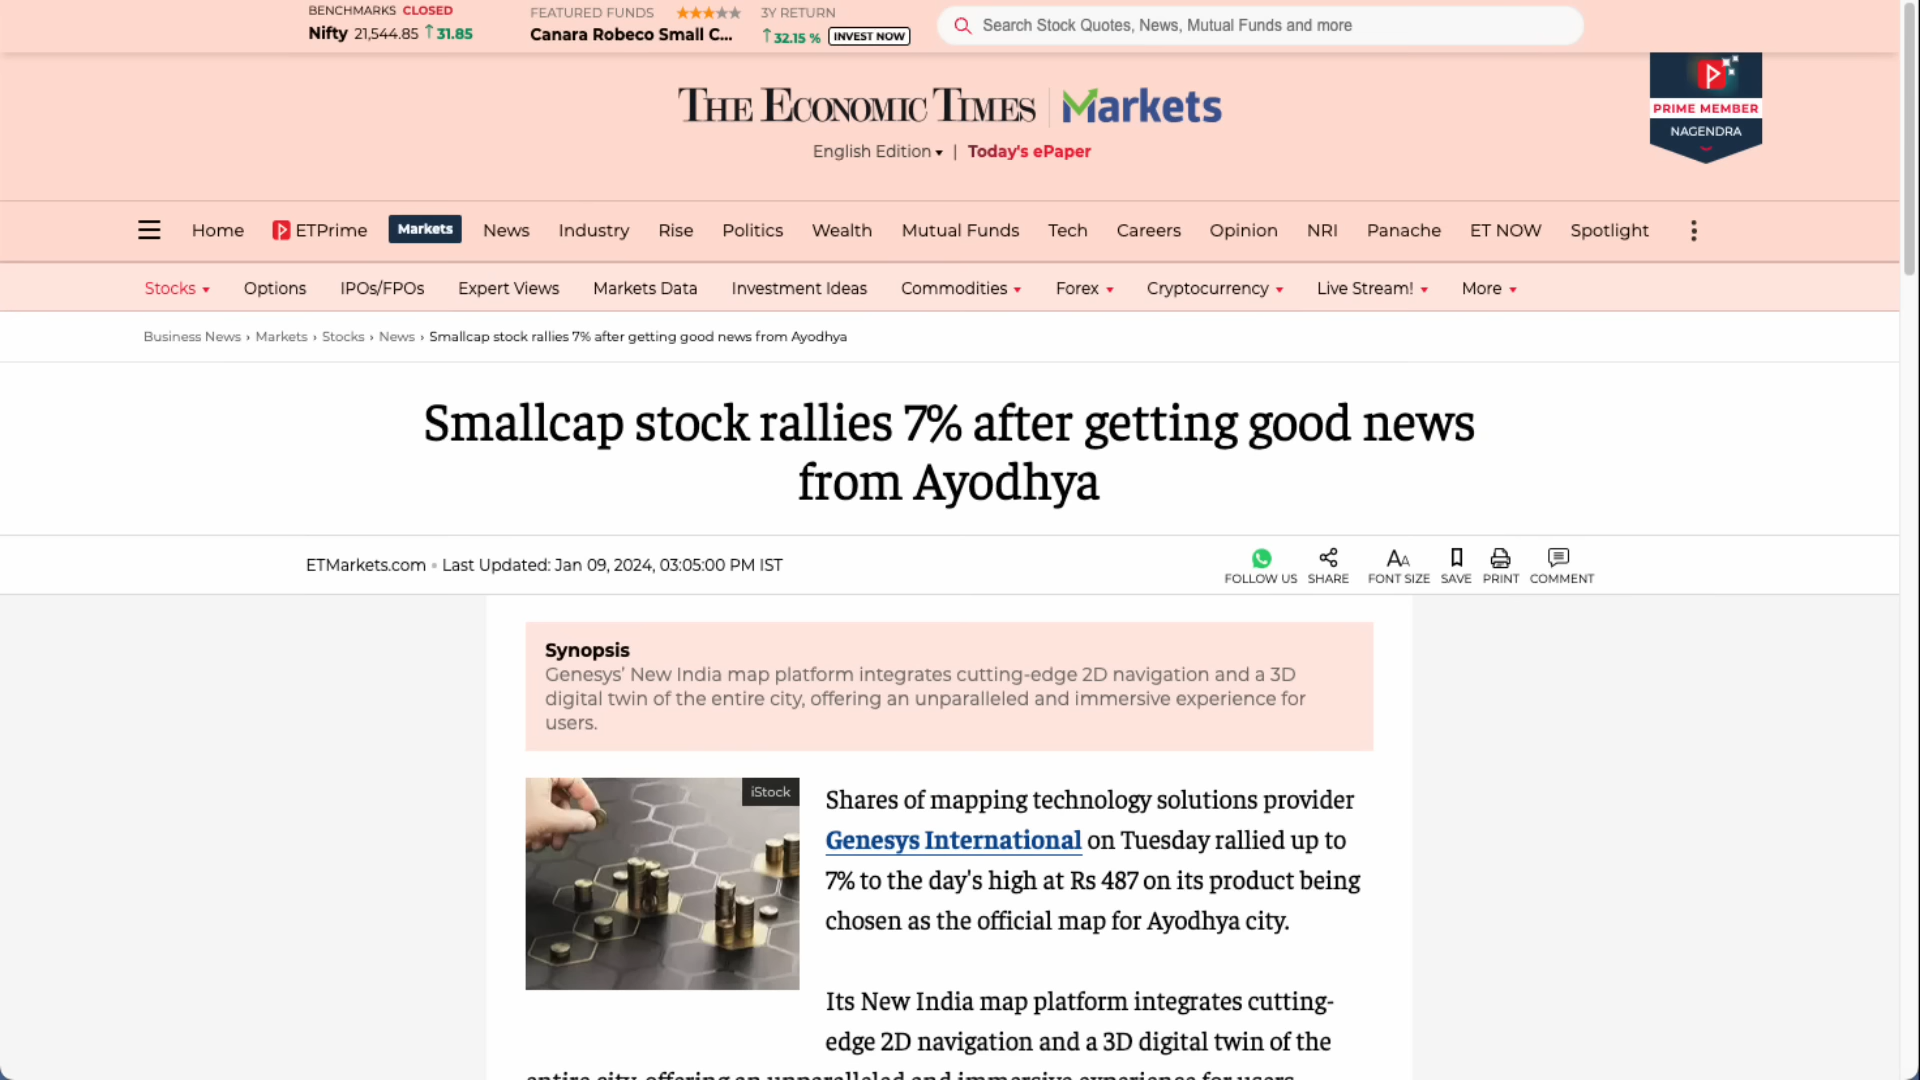 BENCHMARKS CLOSED
Nifty 21,544.85 ↑ 31.85
FEATURED FUNDS ★★★★★
Canara Robeco Small C...
3Y RETURN
↑ 32.15 % INVEST NOW
Search Stock Quotes, News, Mutual Funds and more
THE ECONOMIC TIMES | Markets
English Edition ▾ | Today's ePaper
PRIME MEMBER
NAGENDRA
Home ETPrime Markets News Industry Rise Politics Wealth Mutual Funds Tech Careers Opinion NRI Panache ET NOW Spotlight
Stocks ▾ Options IPOs/FPOs Expert Views Markets Data Investment Ideas Commodities ▾ Forex ▾ Cryptocurrency ▾ Live Stream! ▾ More ▾
Business News › Markets › Stocks › News › Smallcap stock rallies 7% after getting good news from Ayodhya
Smallcap stock rallies 7% after getting good news
from Ayodhya
ETMarkets.com • Last Updated: Jan 09, 2024, 03:05:00 PM IST
FOLLOW US SHARE FONT SIZE SAVE PRINT COMMENT
Synopsis
Genesys’ New India map platform integrates cutting-edge 2D navigation and a 3D
digital twin of the entire city, offering an unparalleled and immersive experience for
users.
iStock
Shares of mapping technology solutions provider
Genesys International on Tuesday rallied up to
7% to the day's high at Rs 487 on its product being
chosen as the official map for Ayodhya city.
Its New India map platform integrates cutting-
edge 2D navigation and a 3D digital twin of the
entire city, offering an unparalleled and immersive experience for users.